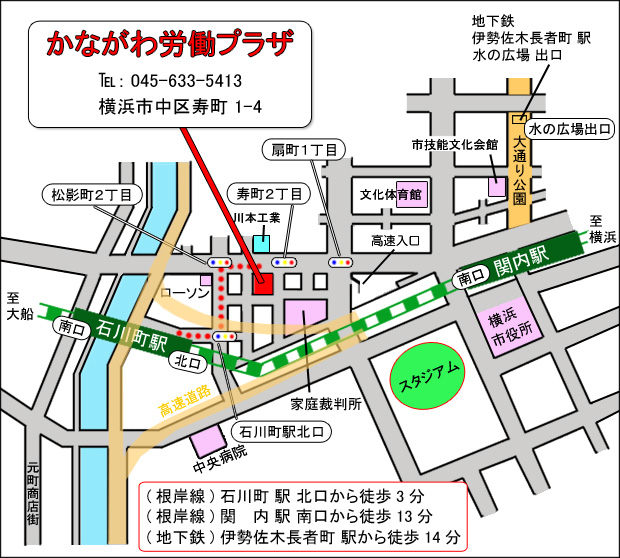 かながわ労働プラザ
℡: 045-633-5413
横浜市中区寿町 1-4
地下鉄
伊勢佐木長者町 駅
水の広場 出口
水の広場出口
大通り公園
市技能文化会館
扇町1丁目
文化体育館
松影町2丁目
寿町2丁目
川本工業
高速入口
至
横浜
関内駅
南口
ローソン
至
大船
南口
石川町駅
北口
横浜
市役所
スタジアム
高速道路
家庭裁判所
石川町駅北口
中央病院
元町商店街
(根岸線) 石川町 駅 北口から徒歩 3 分
(根岸線) 関 内 駅 南口から徒歩 13 分
(地下鉄) 伊勢佐木長者町 駅から徒歩 14 分